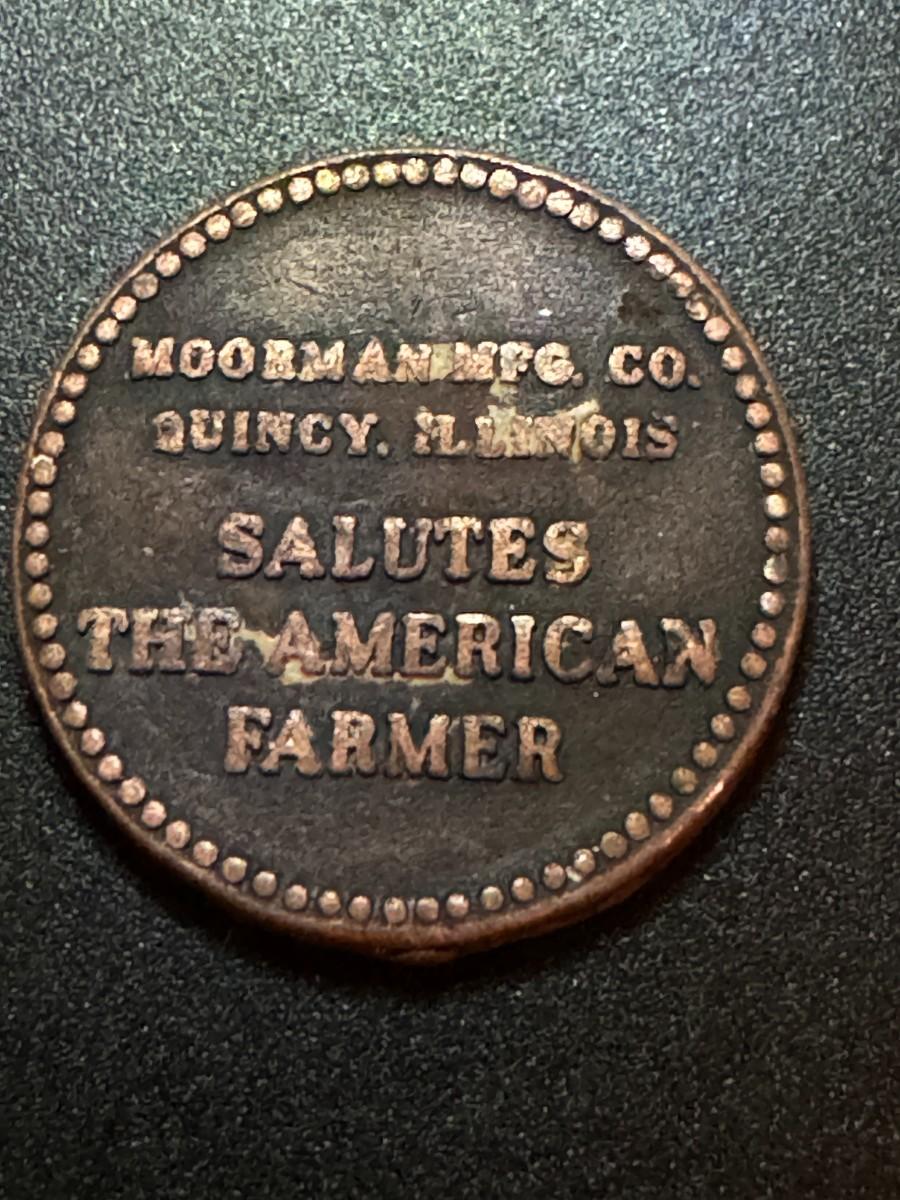 MOORMAN MFG. CO.
QUINCY, ILLINOIS
SALUTES
THE AMERICAN
FARMER